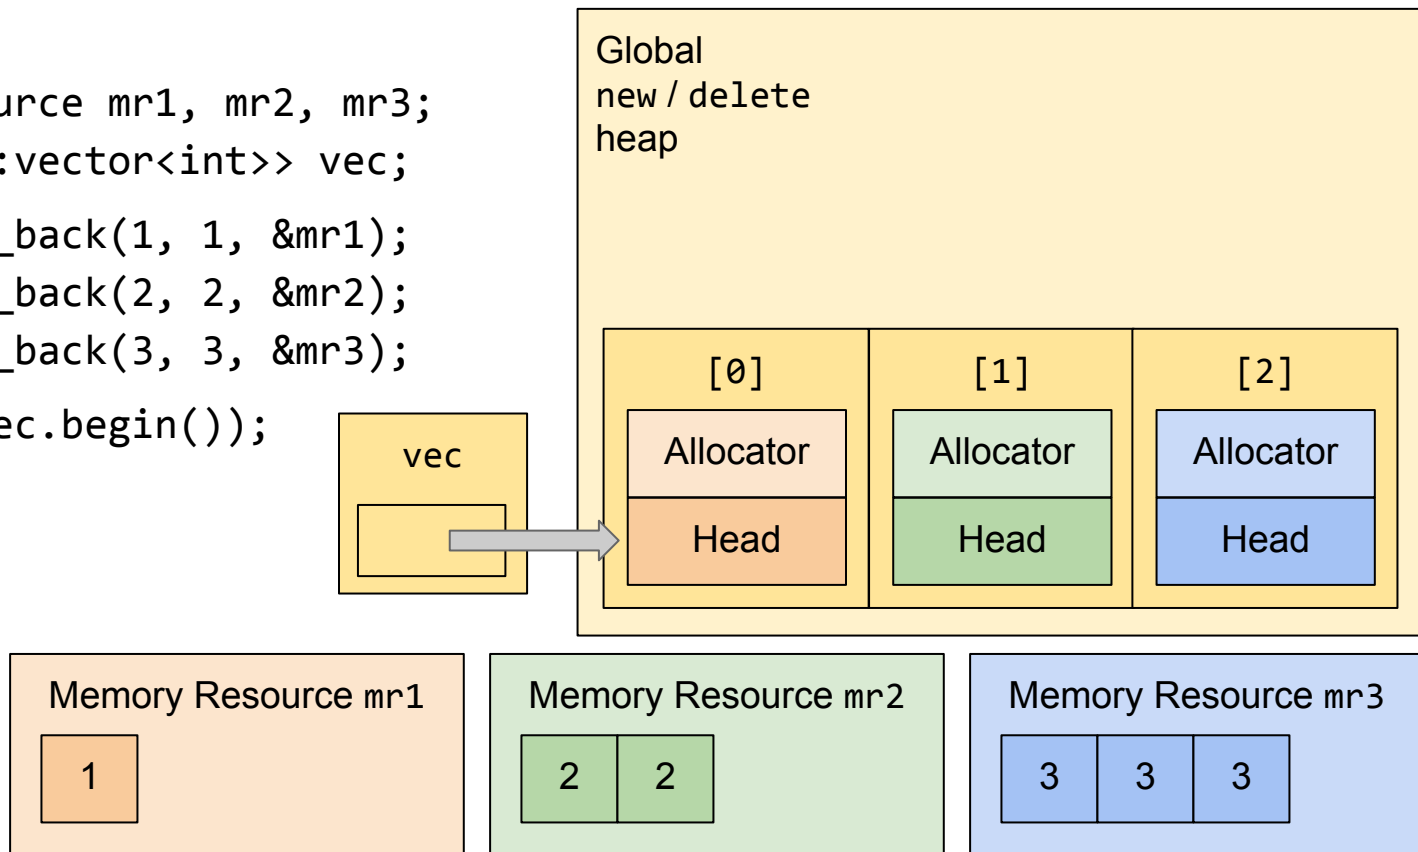 urce mr1, mr2, mr3;
:vector<int>> vec;
_back(1, 1, &mr1);
_back(2, 2, &mr2);
_back(3, 3, &mr3);
ec.begin());
vec
Global
new / delete
heap
[0] [1] [2]
Allocator Allocator Allocator
Head Head Head
Memory Resource mr1
1
Memory Resource mr2
2 2
Memory Resource mr3
3 3 3